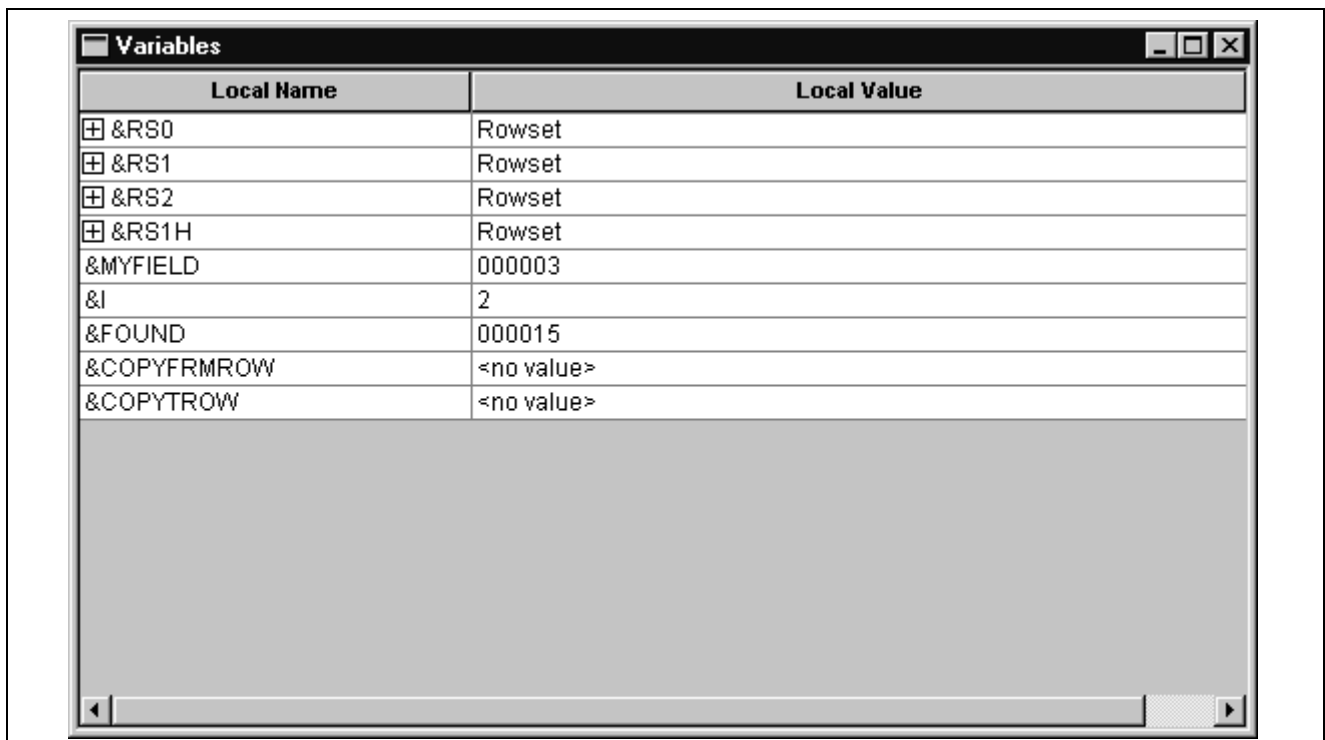 Variables
Local Name Local Value
&RS0 Rowset
&RS1 Rowset
&RS2 Rowset
&RS1H Rowset
&MYFIELD 000003
&I 2
&FOUND 000015
&COPYFRMROW <no value>
&COPYTROW <no value>